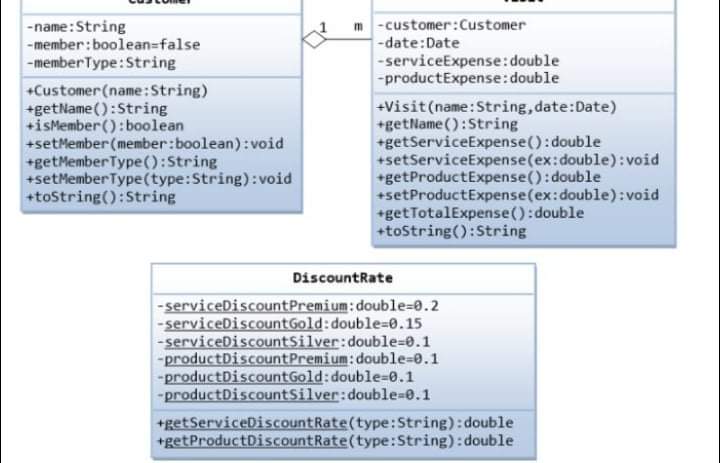 Customer
-name:String
-member:boolean=false
-memberType:String
+Customer(name:String)
+getName():String
+isMember():boolean
+setMember(member:boolean):void
+getMemberType():String
+setMemberType(type:String):void
+toString():String
1 m
Visit
-customer:Customer
-date:Date
-serviceExpense:double
-productExpense:double
+Visit(name:String,date:Date)
+getName():String
+getServiceExpense():double
+setServiceExpense(ex:double):void
+getProductExpense():double
+setProductExpense(ex:double):void
+getTotalExpense():double
+toString():String
DiscountRate
-serviceDiscountPremium:double=0.2
-serviceDiscountGold:double=0.15
-serviceDiscountSilver:double=0.1
-productDiscountPremium:double=0.1
-productDiscountGold:double=0.1
-productDiscountSilver:double=0.1
+getServiceDiscountRate(type:String):double
+getProductDiscountRate(type:String):double